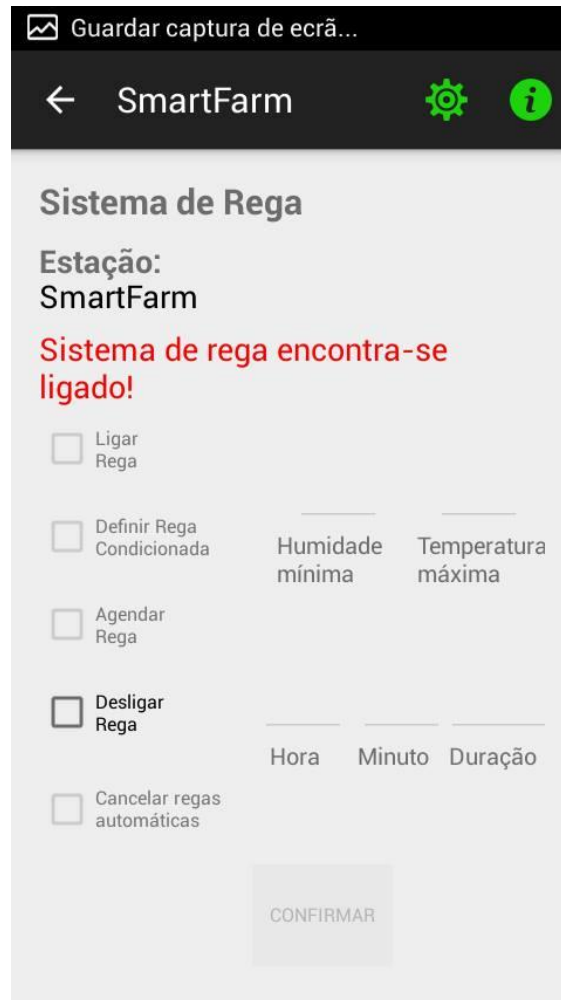 Guardar captura de ecrã...
SmartFarm
Sistema de Rega
Estação:
SmartFarm
Sistema de rega encontra-se
ligado!
Ligar
Rega
Definir Rega
Condicionada
Humidade
mínima
Temperatura
máxima
Agendar
Rega
Desligar
Rega
Hora
Minuto
Duração
Cancelar regas
automáticas
CONFIRMAR